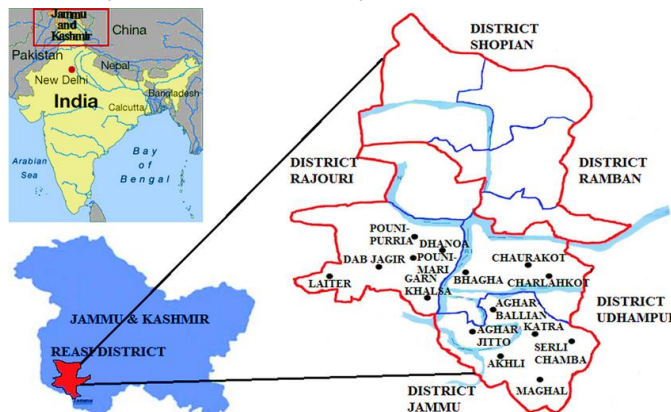 Jammu
and
Kashmir
China
Pakistan
Nepal
New Delhi
Bangladesh
India
Calcutta
Arabian
Sea
Bay
of
Bengal
JAMMU & KASHMIR
REASI DISTRICT
DISTRICT
SHOPIAN
DISTRICT
RAJOURI
DISTRICT
RAMBAN
POUNI-
PURRIA
DHANOA
DAB JAGIR
POUNI-
MARI
CHAURAKOT
LAITER
GARN
KHALSA
BHAGHA
CHARLAHKOT
AGHAR
BALLIAN
DISTRICT
UDHAMPUR
AGHAR
JITTO
KATRA
SERLI
CHAMBA
AKHLI
MAGHAL
DISTRICT
JAMMU